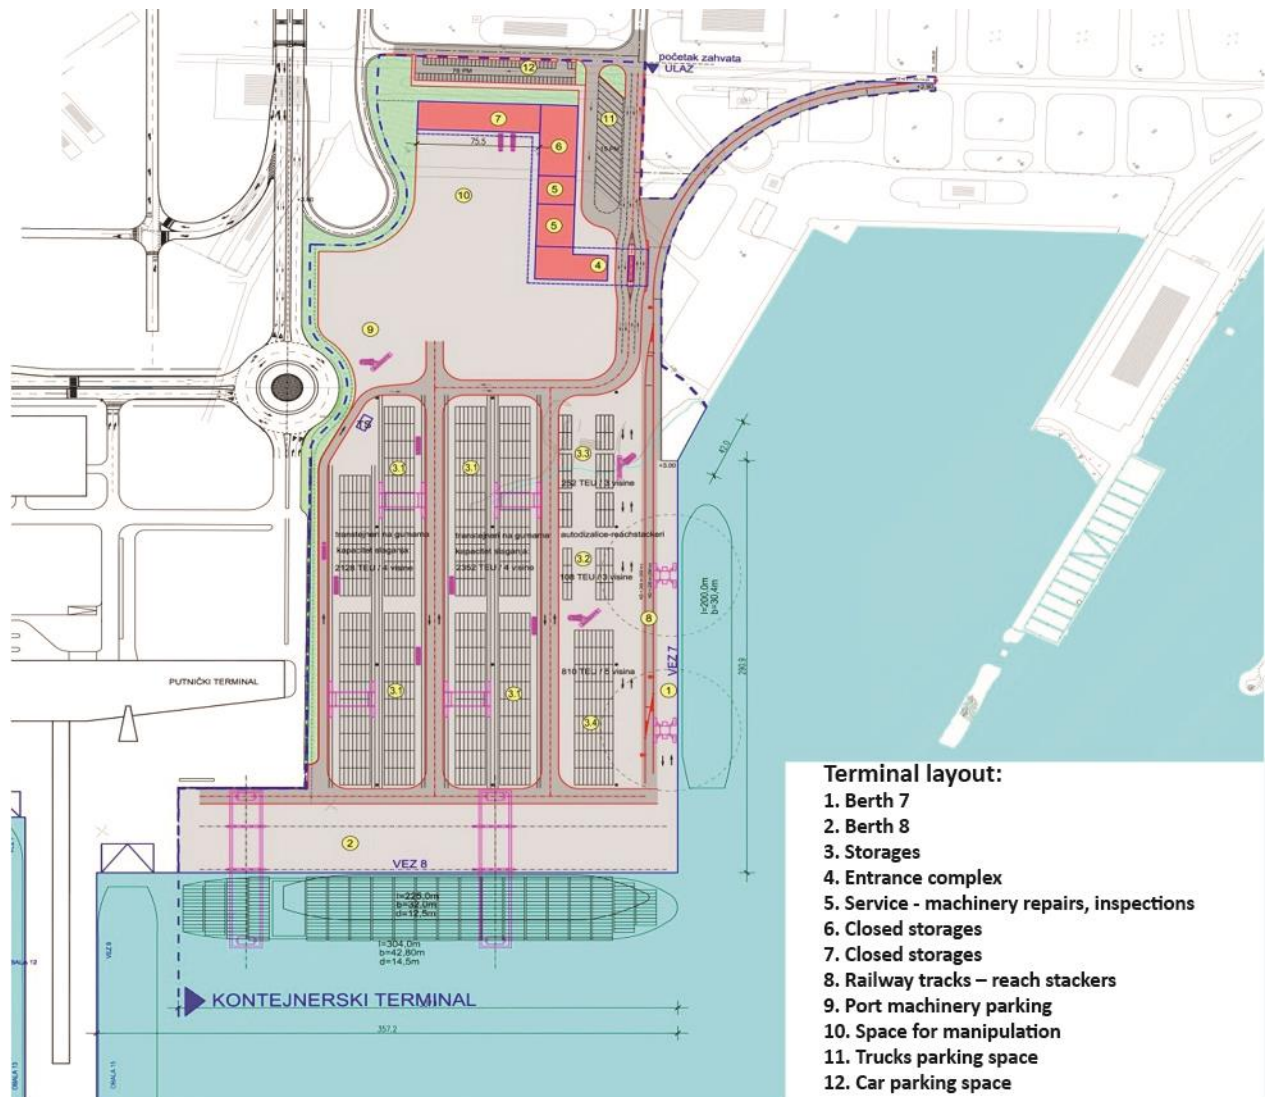 početak zahvata
ULAZ
12
11
7
6
75.5
5
10
5
4
9
3.1
3.1
3.3
+3.00
252 TEU / 3 visine
transtejneri na gumama
kapacitet slaganja:
2128 TEU / 4 visine
transtejneri na gumama
kapacitet slaganja:
2352 TEU / 4 visine
autodizalice-reachstackeri
3.2
108 TEU / 3 visine
l=200,0m
b=30,4m
8
VEZ 7
810 TEU / 5 visina
PUTNIČKI TERMINAL
3.1
3.1
1
3.4
2
VEZ 8
l=225,0m
b=32,0m
d=12,5m
l=304,0m
b=42,80m
d=14,5m
KONTEJNERSKI TERMINAL
357.2
Terminal layout:
1. Berth 7
2. Berth 8
3. Storages
4. Entrance complex
5. Service - machinery repairs, inspections
6. Closed storages
7. Closed storages
8. Railway tracks – reach stackers
9. Port machinery parking
10. Space for manipulation
11. Trucks parking space
12. Car parking space